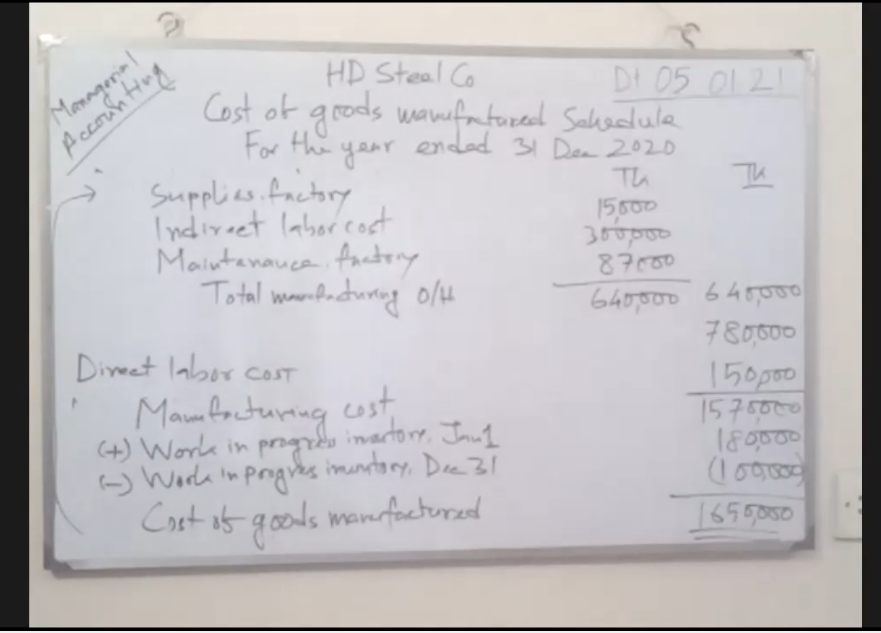 Managerial
Accounting
HD Steel Co
Dt 05 01 21
Cost of goods manufactured Schedule
For the year ended 31 Dec 2020
Tk Tk
Supplies. factory 15,000
Indirect labor cost 300,000
Maintenance. factory 87000
Total manufacturing O/H 640,000 640,000
780,000
Direct labor cost 150,000
Manufacturing cost 1570,000
(+) Work in progress inventory. Jan 1 180,000
(-) Work in progres inventory. Dec 31 (100,000)
Cost of goods manufactured 1650,000